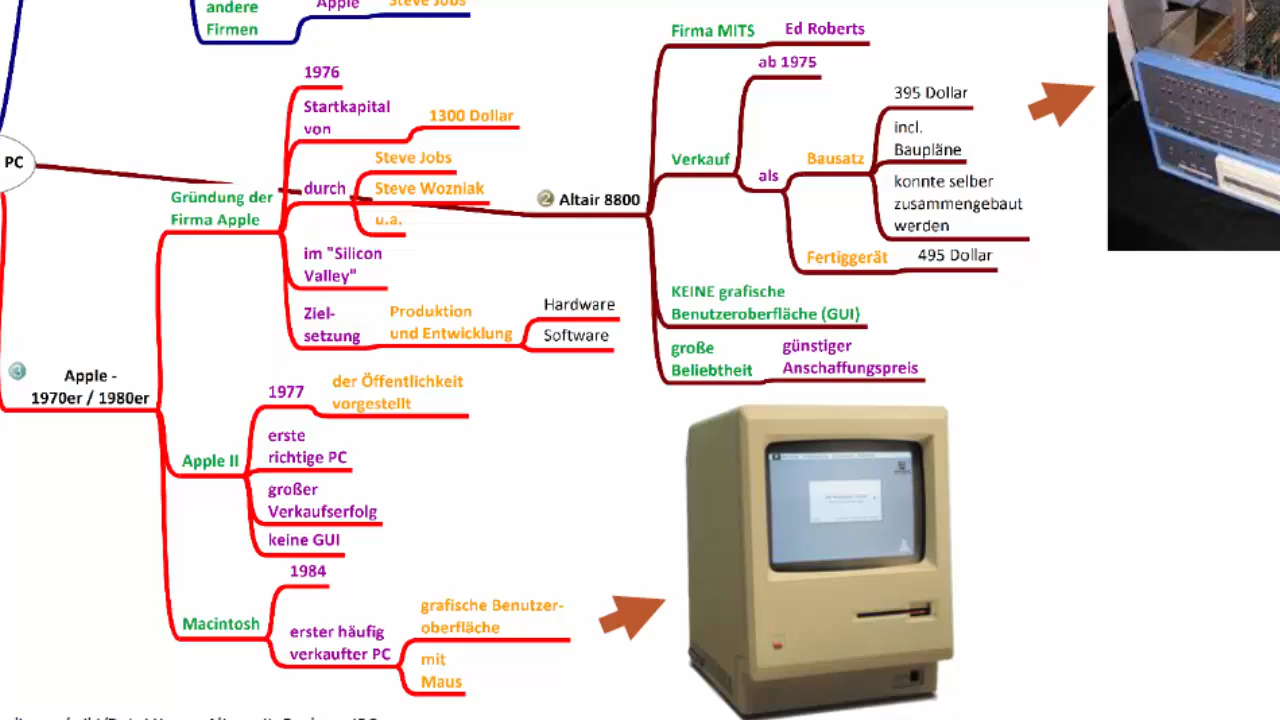 andere
Firmen
Apple
Steve Jobs
PC
Gründung der
Firma Apple
1976
Startkapital
von
1300 Dollar
durch
Steve Jobs
Steve Wozniak
u.a.
im "Silicon
Valley"
Ziel-
setzung
Produktion
und Entwicklung
Hardware
Software
2
Altair 8800
Firma MITS
Ed Roberts
Verkauf
ab 1975
als
Bausatz
395 Dollar
incl.
Baupläne
konnte selber
zusammengebaut
werden
Fertiggerät
495 Dollar
KEINE grafische
Benutzeroberfläche (GUI)
große
Beliebtheit
günstiger
Anschaffungspreis
3
Apple -
1970er / 1980er
Apple II
1977
der Öffentlichkeit
vorgestellt
erste
richtige PC
großer
Verkaufserfolg
keine GUI
Macintosh
1984
erster häufig
verkaufter PC
grafische Benutzer-
oberfläche
mit
Maus